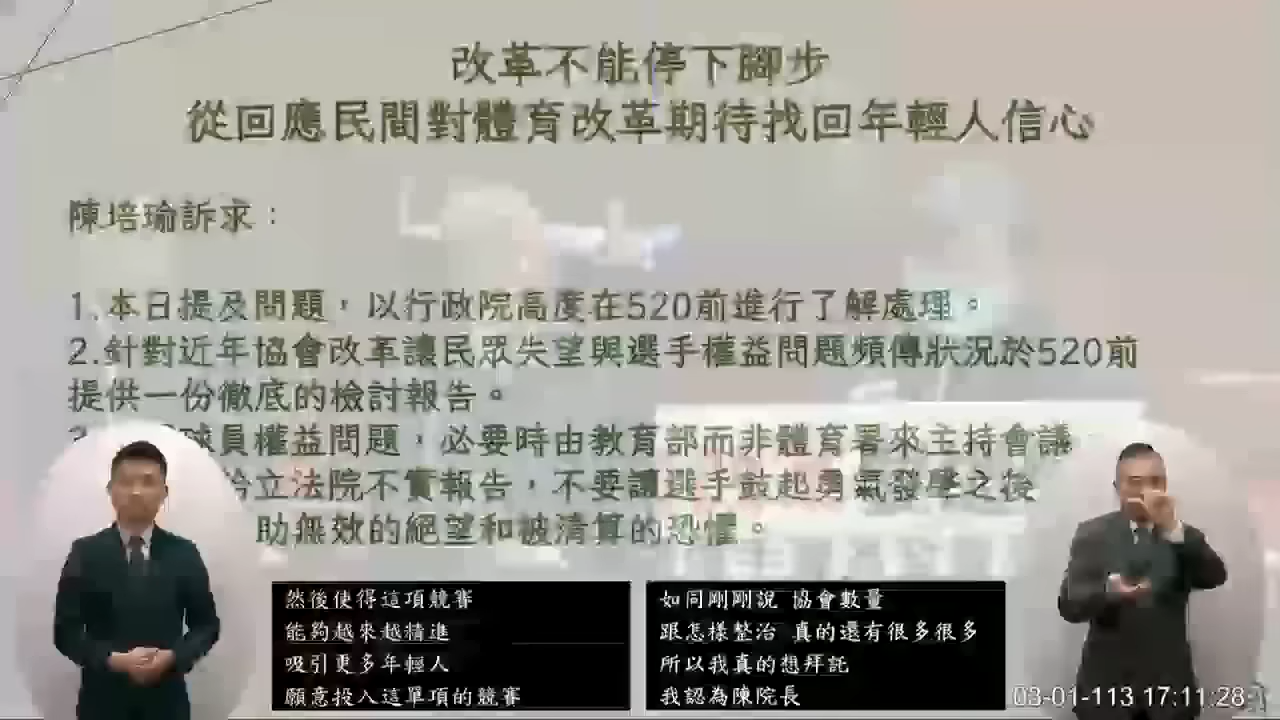 改革不能停下腳步
從回應民間對體育改革期待找回年輕人信心
陳培瑜訴求：
1.本日提及問題，以行政院高度在520前進行了解處理。
2.針對近年協會改革讓民眾失望與選手權益問題頻傳狀況於520前
提供一份徹底的檢討報告。
球員權益問題，必要時由教育部而非體育署來主持會議
立法院不實報告，不要讓選手鼓起勇氣發聲之後
助無效的絕望和被清算的恐懼。
然後使得這項競賽
能夠越來越精進
吸引更多年輕人
願意投入這單項的競賽
如同剛剛說 協會數量
跟怎樣整治 真的還有很多很多
所以我真的想拜託
我認為陳院長
03-01-113 17:11:28